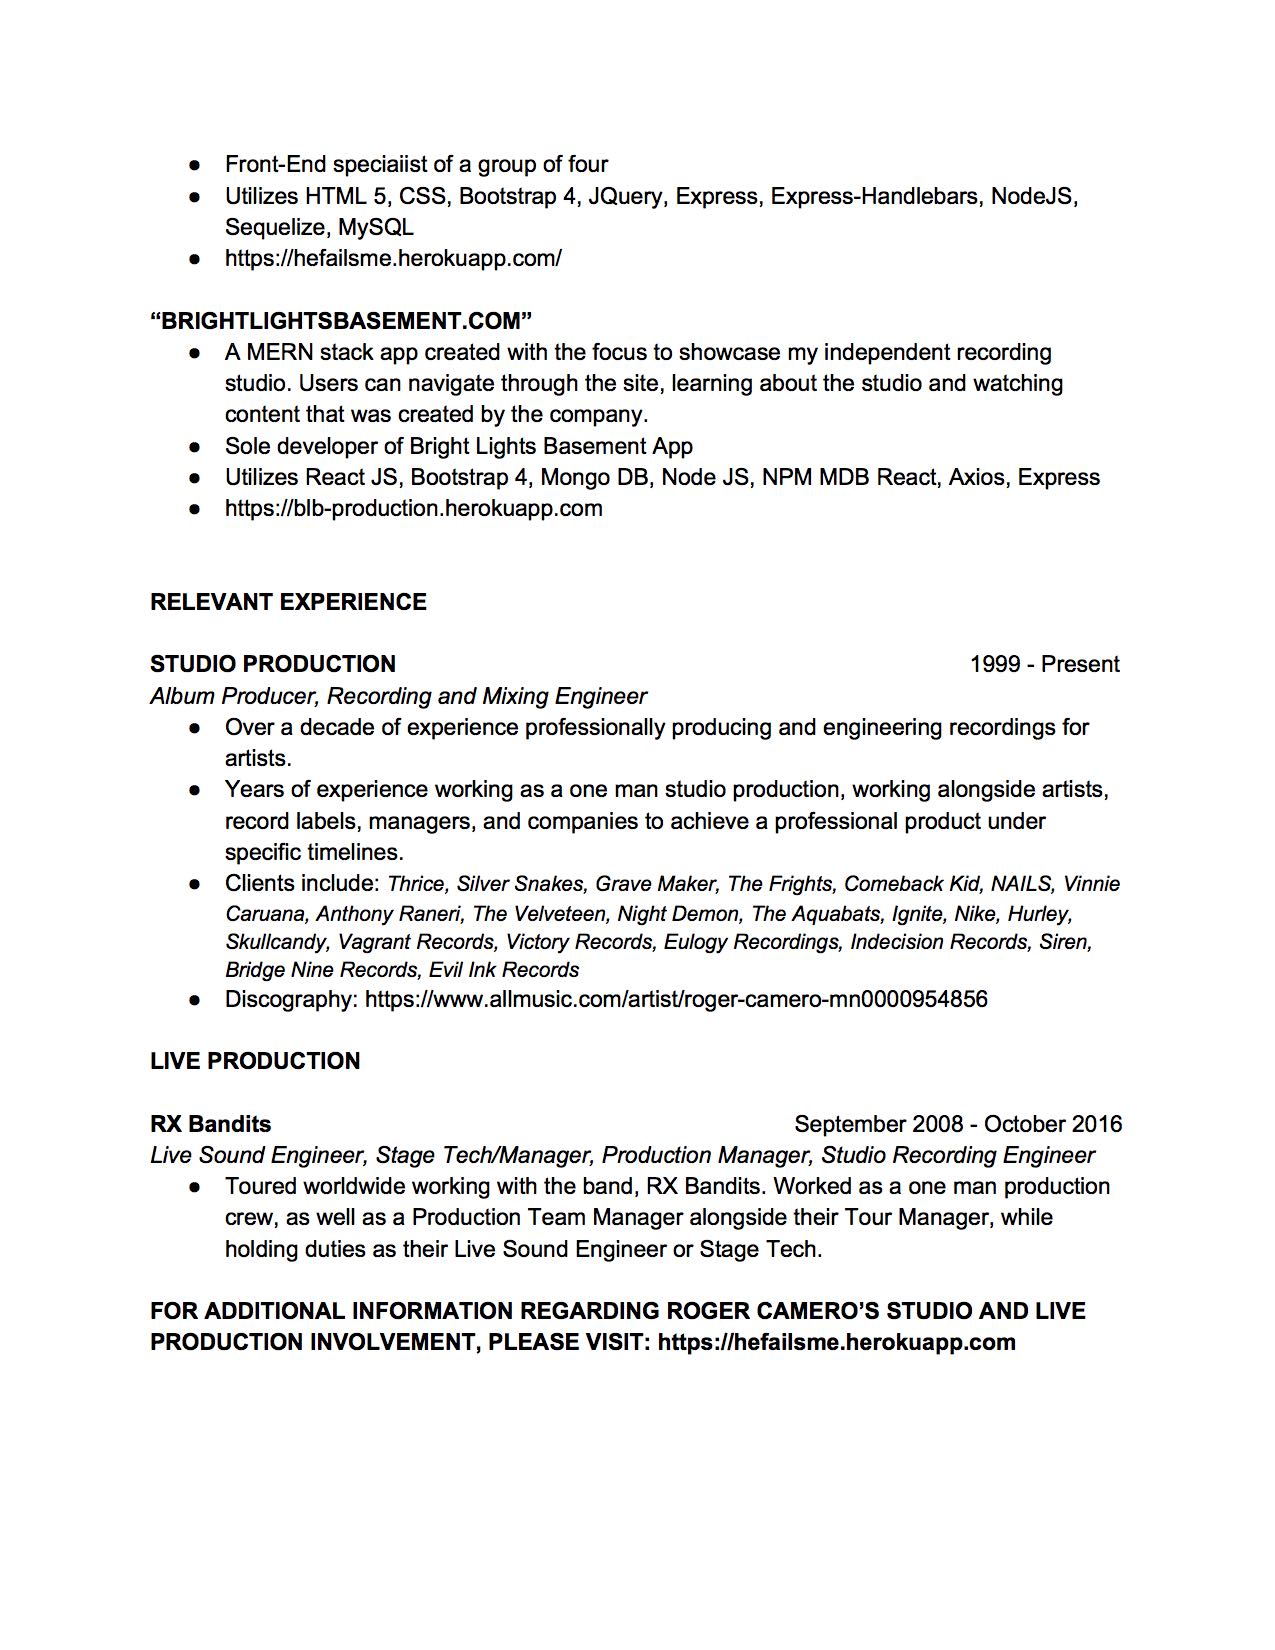 ● Front-End speciaiist of a group of four
● Utilizes HTML 5, CSS, Bootstrap 4, JQuery, Express, Express-Handlebars, NodeJS,
Sequelize, MySQL
● https://hefailsme.herokuapp.com/
“BRIGHTLIGHTSBASEMENT.COM”
● A MERN stack app created with the focus to showcase my independent recording
studio. Users can navigate through the site, learning about the studio and watching
content that was created by the company.
● Sole developer of Bright Lights Basement App
● Utilizes React JS, Bootstrap 4, Mongo DB, Node JS, NPM MDB React, Axios, Express
● https://blb-production.herokuapp.com
RELEVANT EXPERIENCE
STUDIO PRODUCTION 1999 - Present
Album Producer, Recording and Mixing Engineer
● Over a decade of experience professionally producing and engineering recordings for
artists.
● Years of experience working as a one man studio production, working alongside artists,
record labels, managers, and companies to achieve a professional product under
specific timelines.
● Clients include: Thrice, Silver Snakes, Grave Maker, The Frights, Comeback Kid, NAILS, Vinnie
Caruana, Anthony Raneri, The Velveteen, Night Demon, The Aquabats, Ignite, Nike, Hurley,
Skullcandy, Vagrant Records, Victory Records, Eulogy Recordings, Indecision Records, Siren,
Bridge Nine Records, Evil Ink Records
● Discography: https://www.allmusic.com/artist/roger-camero-mn0000954856
LIVE PRODUCTION
RX Bandits September 2008 - October 2016
Live Sound Engineer, Stage Tech/Manager, Production Manager, Studio Recording Engineer
● Toured worldwide working with the band, RX Bandits. Worked as a one man production
crew, as well as a Production Team Manager alongside their Tour Manager, while
holding duties as their Live Sound Engineer or Stage Tech.
FOR ADDITIONAL INFORMATION REGARDING ROGER CAMERO’S STUDIO AND LIVE
PRODUCTION INVOLVEMENT, PLEASE VISIT: https://hefailsme.herokuapp.com